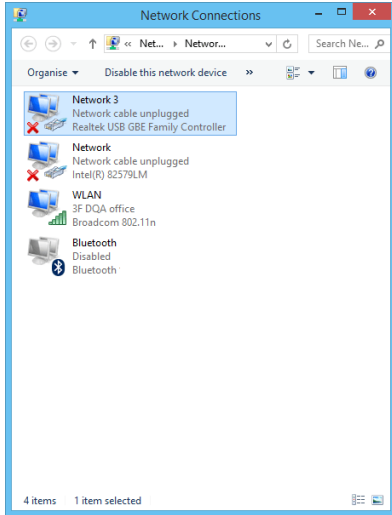 Network Connections
« Net... › Networ...
Search Ne...
Organise
Disable this network device
»
Network 3
Network cable unplugged
Realtek USB GBE Family Controller
Network
Network cable unplugged
Intel(R) 82579LM
WLAN
3F DQA office
Broadcom 802.11n
Bluetooth
Disabled
Bluetooth
4 items
1 item selected